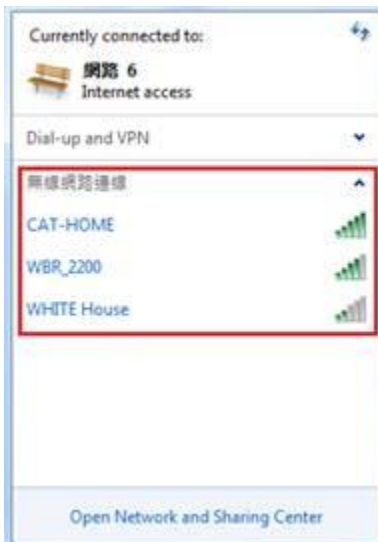 Currently connected to:
網路 6
Internet access
Dial-up and VPN
無線網路連線
CAT-HOME
WBR_2200
WHITE House
Open Network and Sharing Center